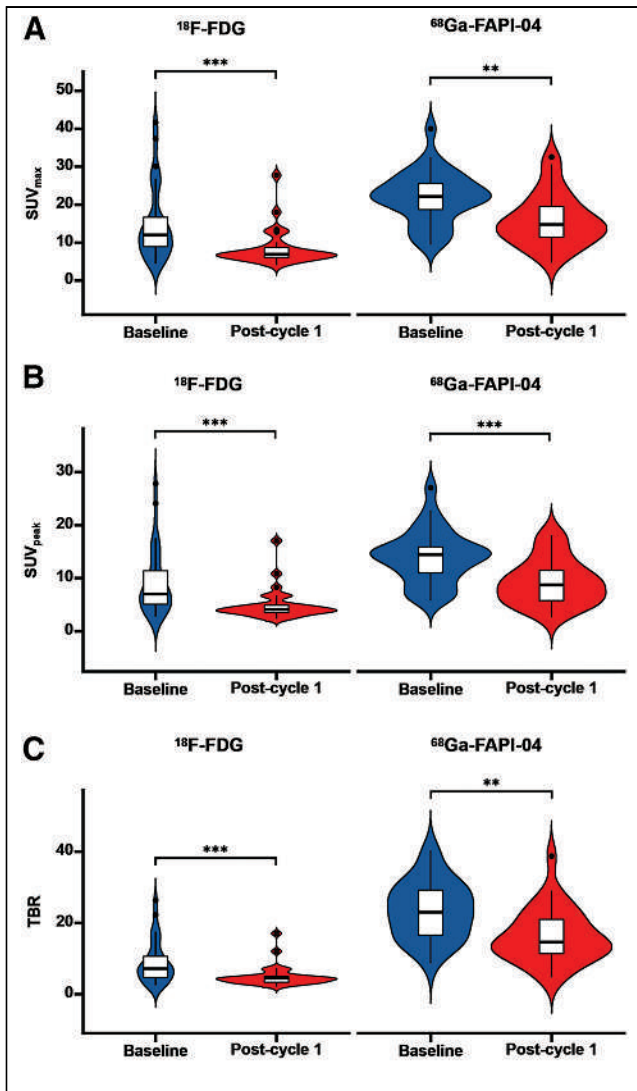 A
¹⁸F-FDG
⁶⁸Ga-FAPI-04
***
**
SUVmax
50
40
30
20
10
0
Baseline
Post-cycle 1
Baseline
Post-cycle 1
B
¹⁸F-FDG
⁶⁸Ga-FAPI-04
***
***
SUVpeak
30
20
10
0
Baseline
Post-cycle 1
Baseline
Post-cycle 1
C
¹⁸F-FDG
⁶⁸Ga-FAPI-04
***
**
TBR
40
20
0
Baseline
Post-cycle 1
Baseline
Post-cycle 1